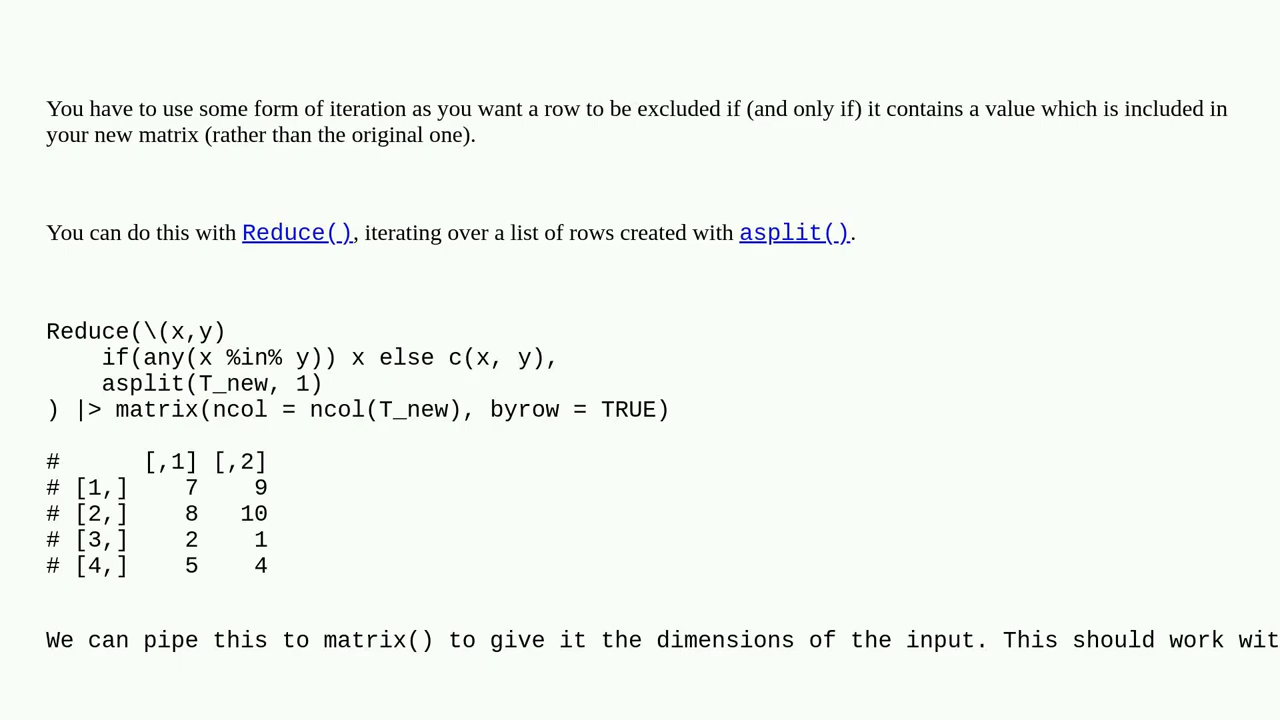 You have to use some form of iteration as you want a row to be excluded if (and only if) it contains a value which is included in
your new matrix (rather than the original one).
You can do this with Reduce(), iterating over a list of rows created with asplit().
Reduce(\(x,y)
    if(any(x %in% y)) x else c(x, y),
    asplit(T_new, 1)
) |> matrix(ncol = ncol(T_new), byrow = TRUE)
#      [,1] [,2]
# [1,]    7    9
# [2,]    8   10
# [3,]    2    1
# [4,]    5    4
We can pipe this to matrix() to give it the dimensions of the input. This should work